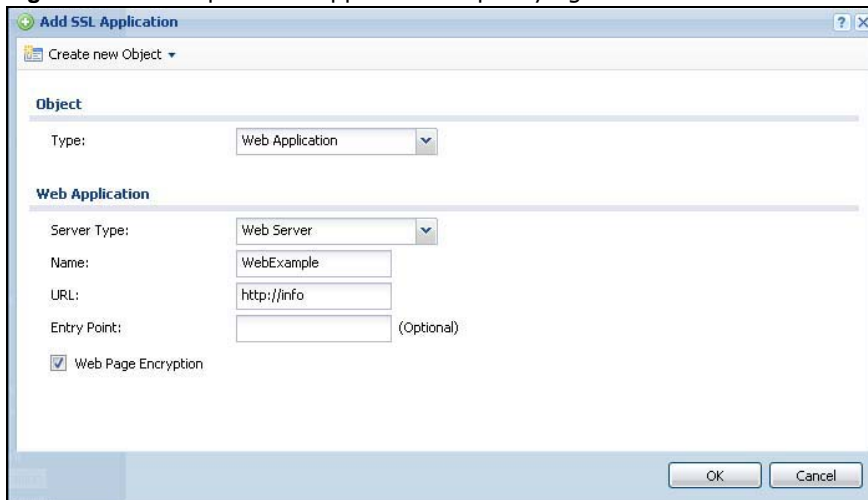 Add SSL Application
Create new Object
Object
Type: Web Application
Web Application
Server Type: Web Server
Name: WebExample
URL: http://info
Entry Point: (Optional)
Web Page Encryption
OK Cancel